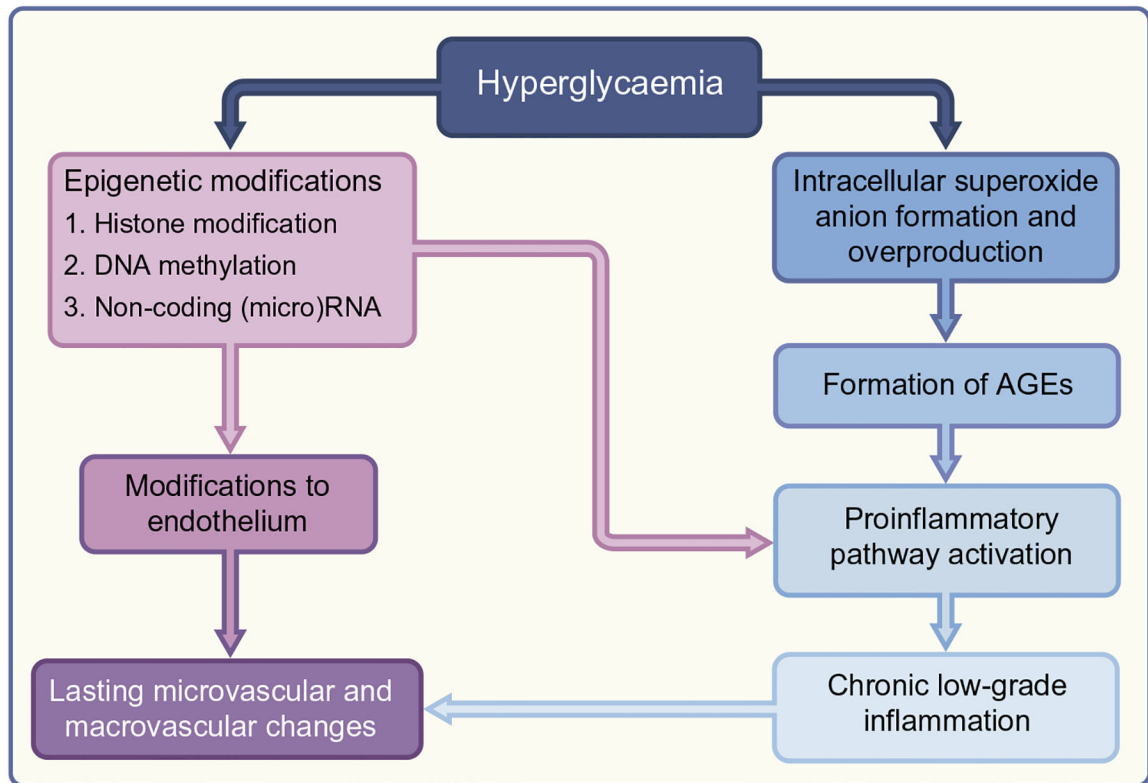 Hyperglycaemia
Epigenetic modifications
1. Histone modification
2. DNA methylation
3. Non-coding (micro)RNA
Intracellular superoxide
anion formation and
overproduction
Formation of AGEs
Modifications to
endothelium
Proinflammatory
pathway activation
Lasting microvascular and
macrovascular changes
Chronic low-grade
inflammation